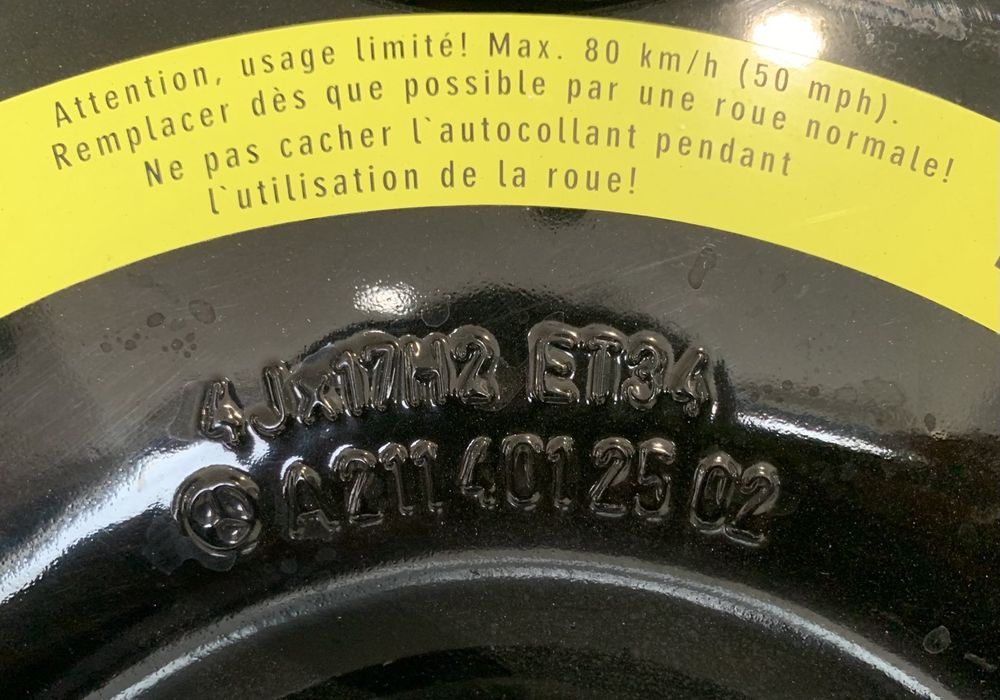 Attention, usage limité! Max. 80 km/h (50 mph).
Remplacer dès que possible par une roue normale!
Ne pas cacher l`autocollant pendant
l`utilisation de la roue!
4Jx17H2 ET34
A211 401 25 02